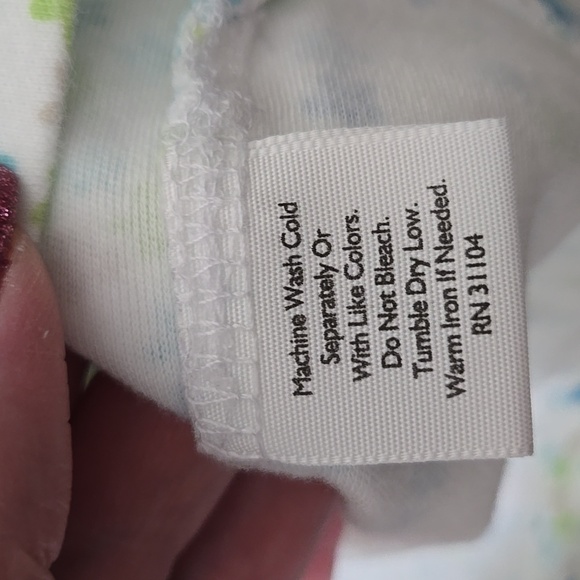 Machine Wash Cold
Separately Or
With Like Colors.
Do Not Bleach.
Tumble Dry Low.
Warm Iron If Needed.
RN 31104